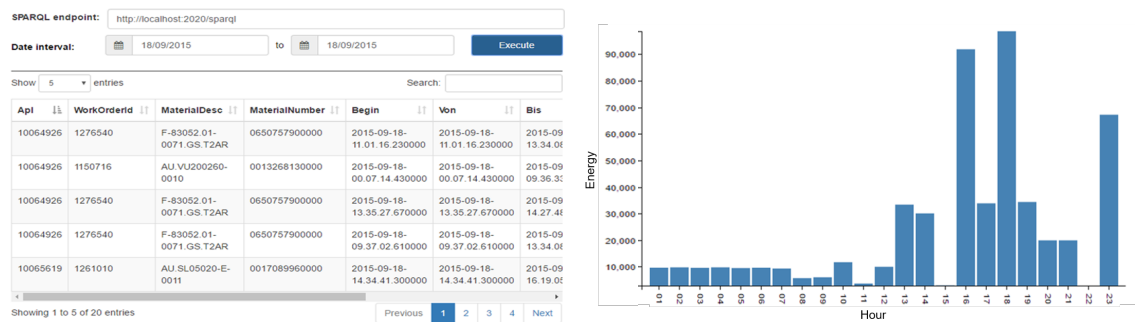 SPARQL endpoint: http://localhost:2020/sparql
Date interval: 18/09/2015 to 18/09/2015 Execute
Show 5 entries Search:
Apl WorkOrderId MaterialDesc MaterialNumber Begin Von Bis
10064926 1276540 F-83052.01- 0650757900000 2015-09-18- 2015-09-18- 2015-09
0071.GS.T2AR 11.01.16.230000 11.01.16.230000 13.34.08
10064926 1150716 AU.VU200260- 0013268130000 2015-09-18- 2015-09-18- 2015-09
0010 00.07.14.430000 00.07.14.430000 09.36.33
10064926 1276540 F-83052.01- 0650757900000 2015-09-18- 2015-09-18- 2015-09
0071.GS.T2AR 13.35.27.670000 13.35.27.670000 14.27.48
10064926 1276540 F-83052.01- 0650757900000 2015-09-18- 2015-09-18- 2015-09
0071.GS.T2AR 09.37.02.610000 09.37.02.610000 13.34.08
10065619 1261010 AU.SL05020-E- 0017089960000 2015-09-18- 2015-09-18- 2015-09
0011 14.34.41.300000 14.34.41.300000 16.19.05
Showing 1 to 5 of 20 entries Previous 1 2 3 4 Next
Energy
90,000
80,000
70,000
60,000
50,000
40,000
30,000
20,000
10,000
01 02 03 04 05 06 07 08 09 10 11 12 13 14 15 16 17 18 19 20 21 22 23
Hour